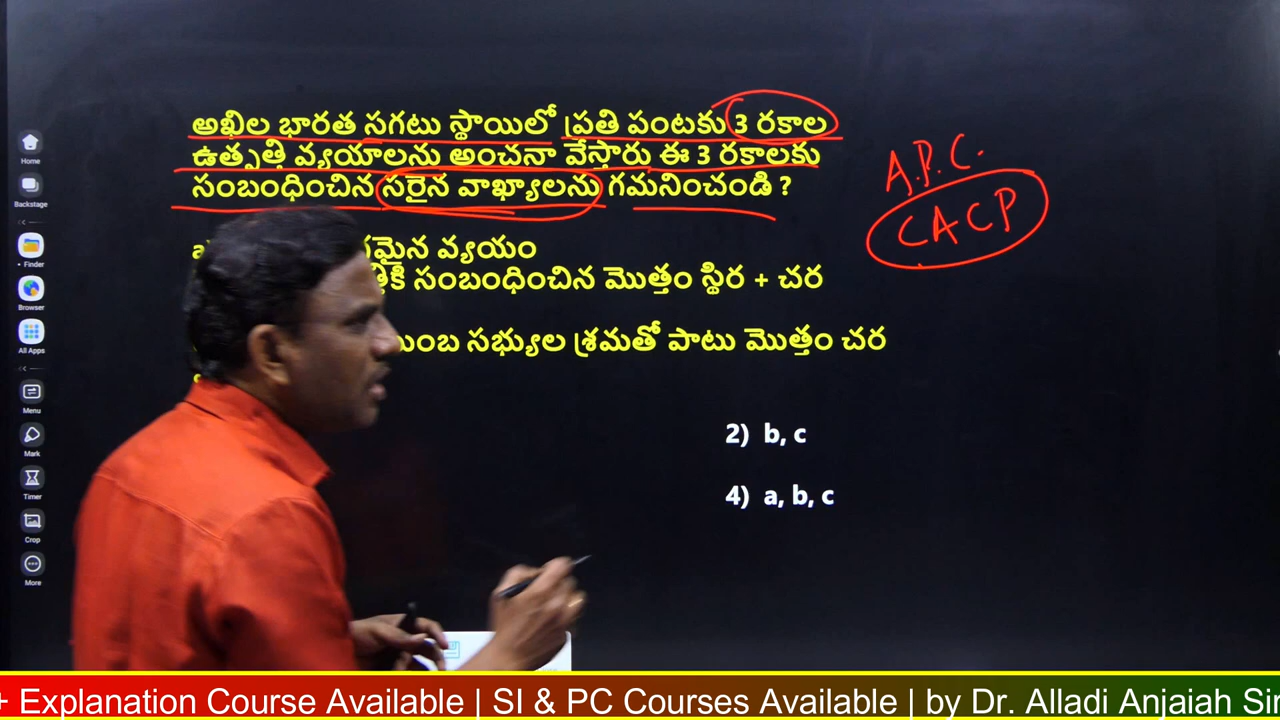 అఖిల భారత సగటు స్థాయిలో ప్రతి పంటకు 3 రకాల
ఉత్పత్తి వ్యయాలను అంచనా వేస్తారు ఈ 3 రకాలకు
సంబంధించిన సరైన వాఖ్యాలను గమనించండి ?
A.P.C.
CACP
వ్యయం
సంబంధించిన మొత్తం స్థిర + చర
సభ్యుల శ్రమతో పాటు మొత్తం చర
2) b, c
4) a, b, c
Home
Backstage
Finder
Browser
All Apps
Menu
Mark
Timer
Crop
More
+ Explanation Course Available | SI & PC Courses Available | by Dr. Alladi Anjaiah